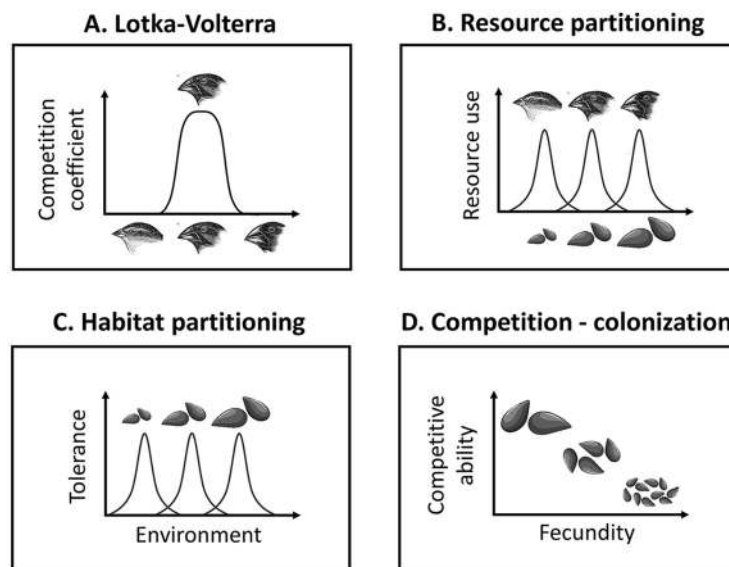 A. Lotka-Volterra
Competition
coefficient
B. Resource partitioning
Resource use
C. Habitat partitioning
Tolerance
Environment
D. Competition - colonization
Competitive
ability
Fecundity